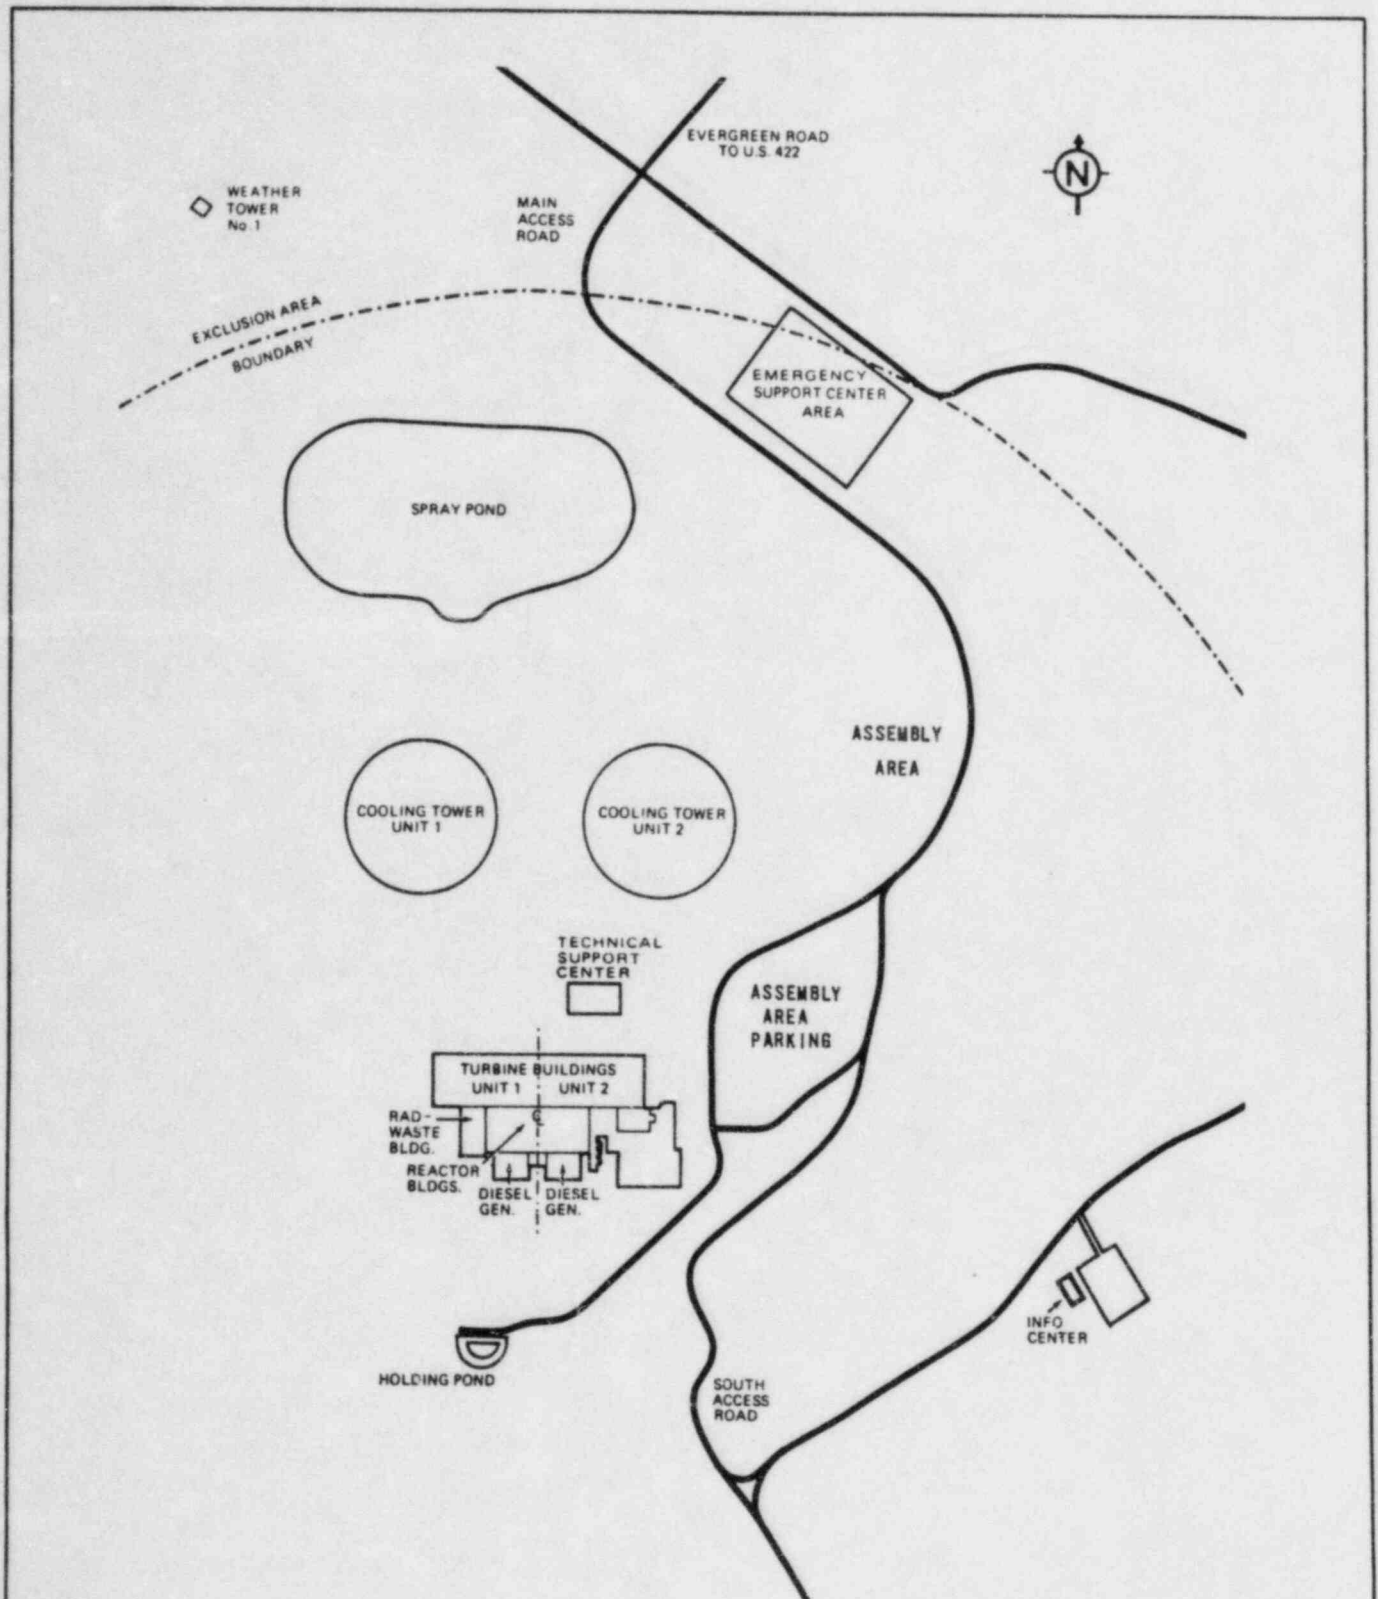 EVERGREEN ROAD
TO U.S. 422
N
WEATHER
TOWER
No. 1
MAIN
ACCESS
ROAD
EXCLUSION AREA
BOUNDARY
EMERGENCY
SUPPORT CENTER
AREA
SPRAY POND
ASSEMBLY
AREA
COOLING TOWER
UNIT 1
COOLING TOWER
UNIT 2
TECHNICAL
SUPPORT
CENTER
ASSEMBLY
AREA
PARKING
TURBINE BUILDINGS
UNIT 1 UNIT 2
RAD-
WASTE
BLDG.
℄
REACTOR
BLDGS.
DIESEL
GEN.
DIESEL
GEN.
INFO
CENTER
HOLDING POND
SOUTH
ACCESS
ROAD